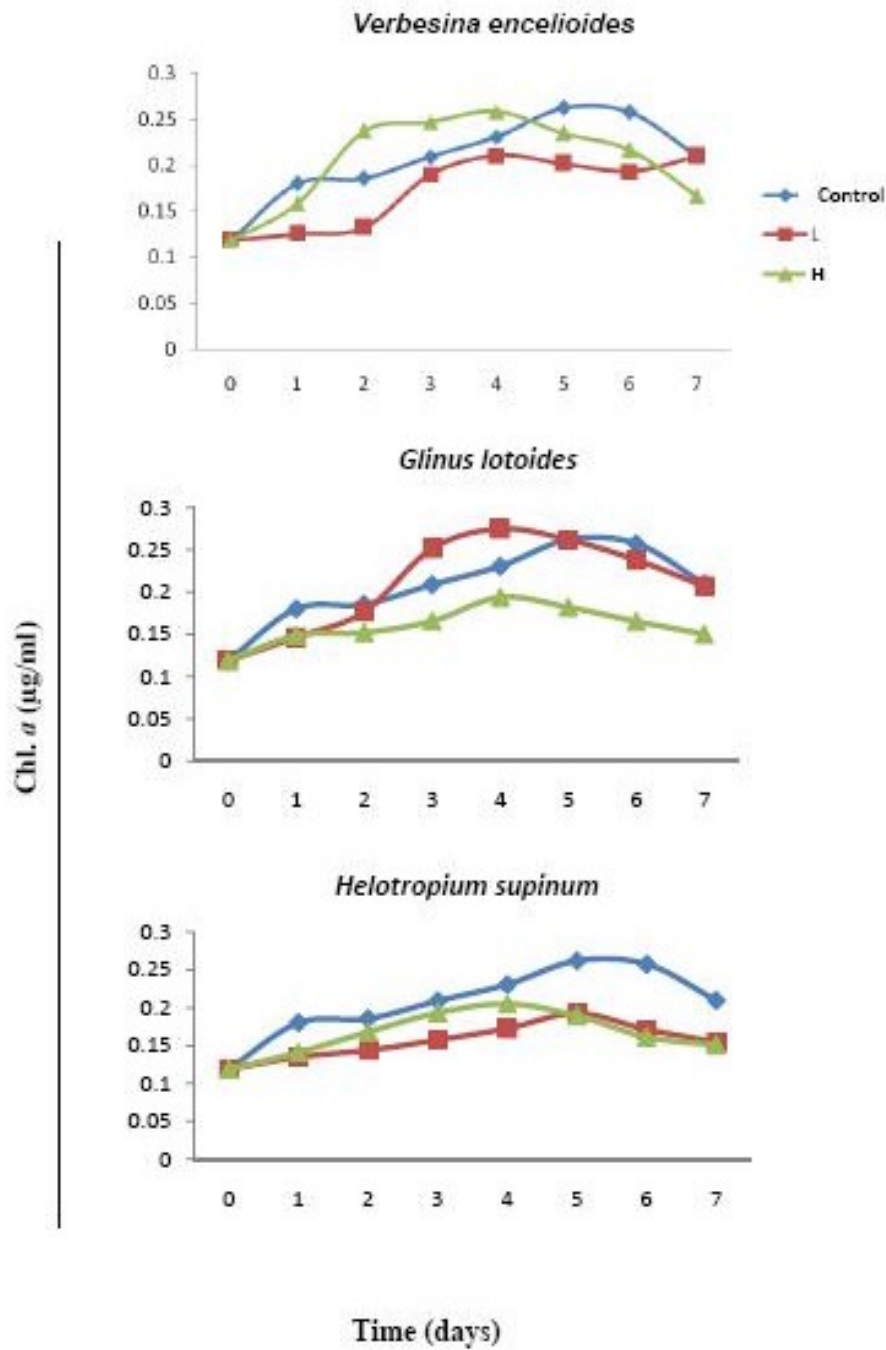 Verbesina encelioides
0.3
0.25
0.2
0.15
0.1
0.05
0
0 1 2 3 4 5 6 7
Control
L
H
Glinus lotoides
0.3
0.25
0.2
0.15
0.1
0.05
0
0 1 2 3 4 5 6 7
Chl. a (µg/ml)
Helotropium supinum
0.3
0.25
0.2
0.15
0.1
0.05
0
0 1 2 3 4 5 6 7
Time (days)